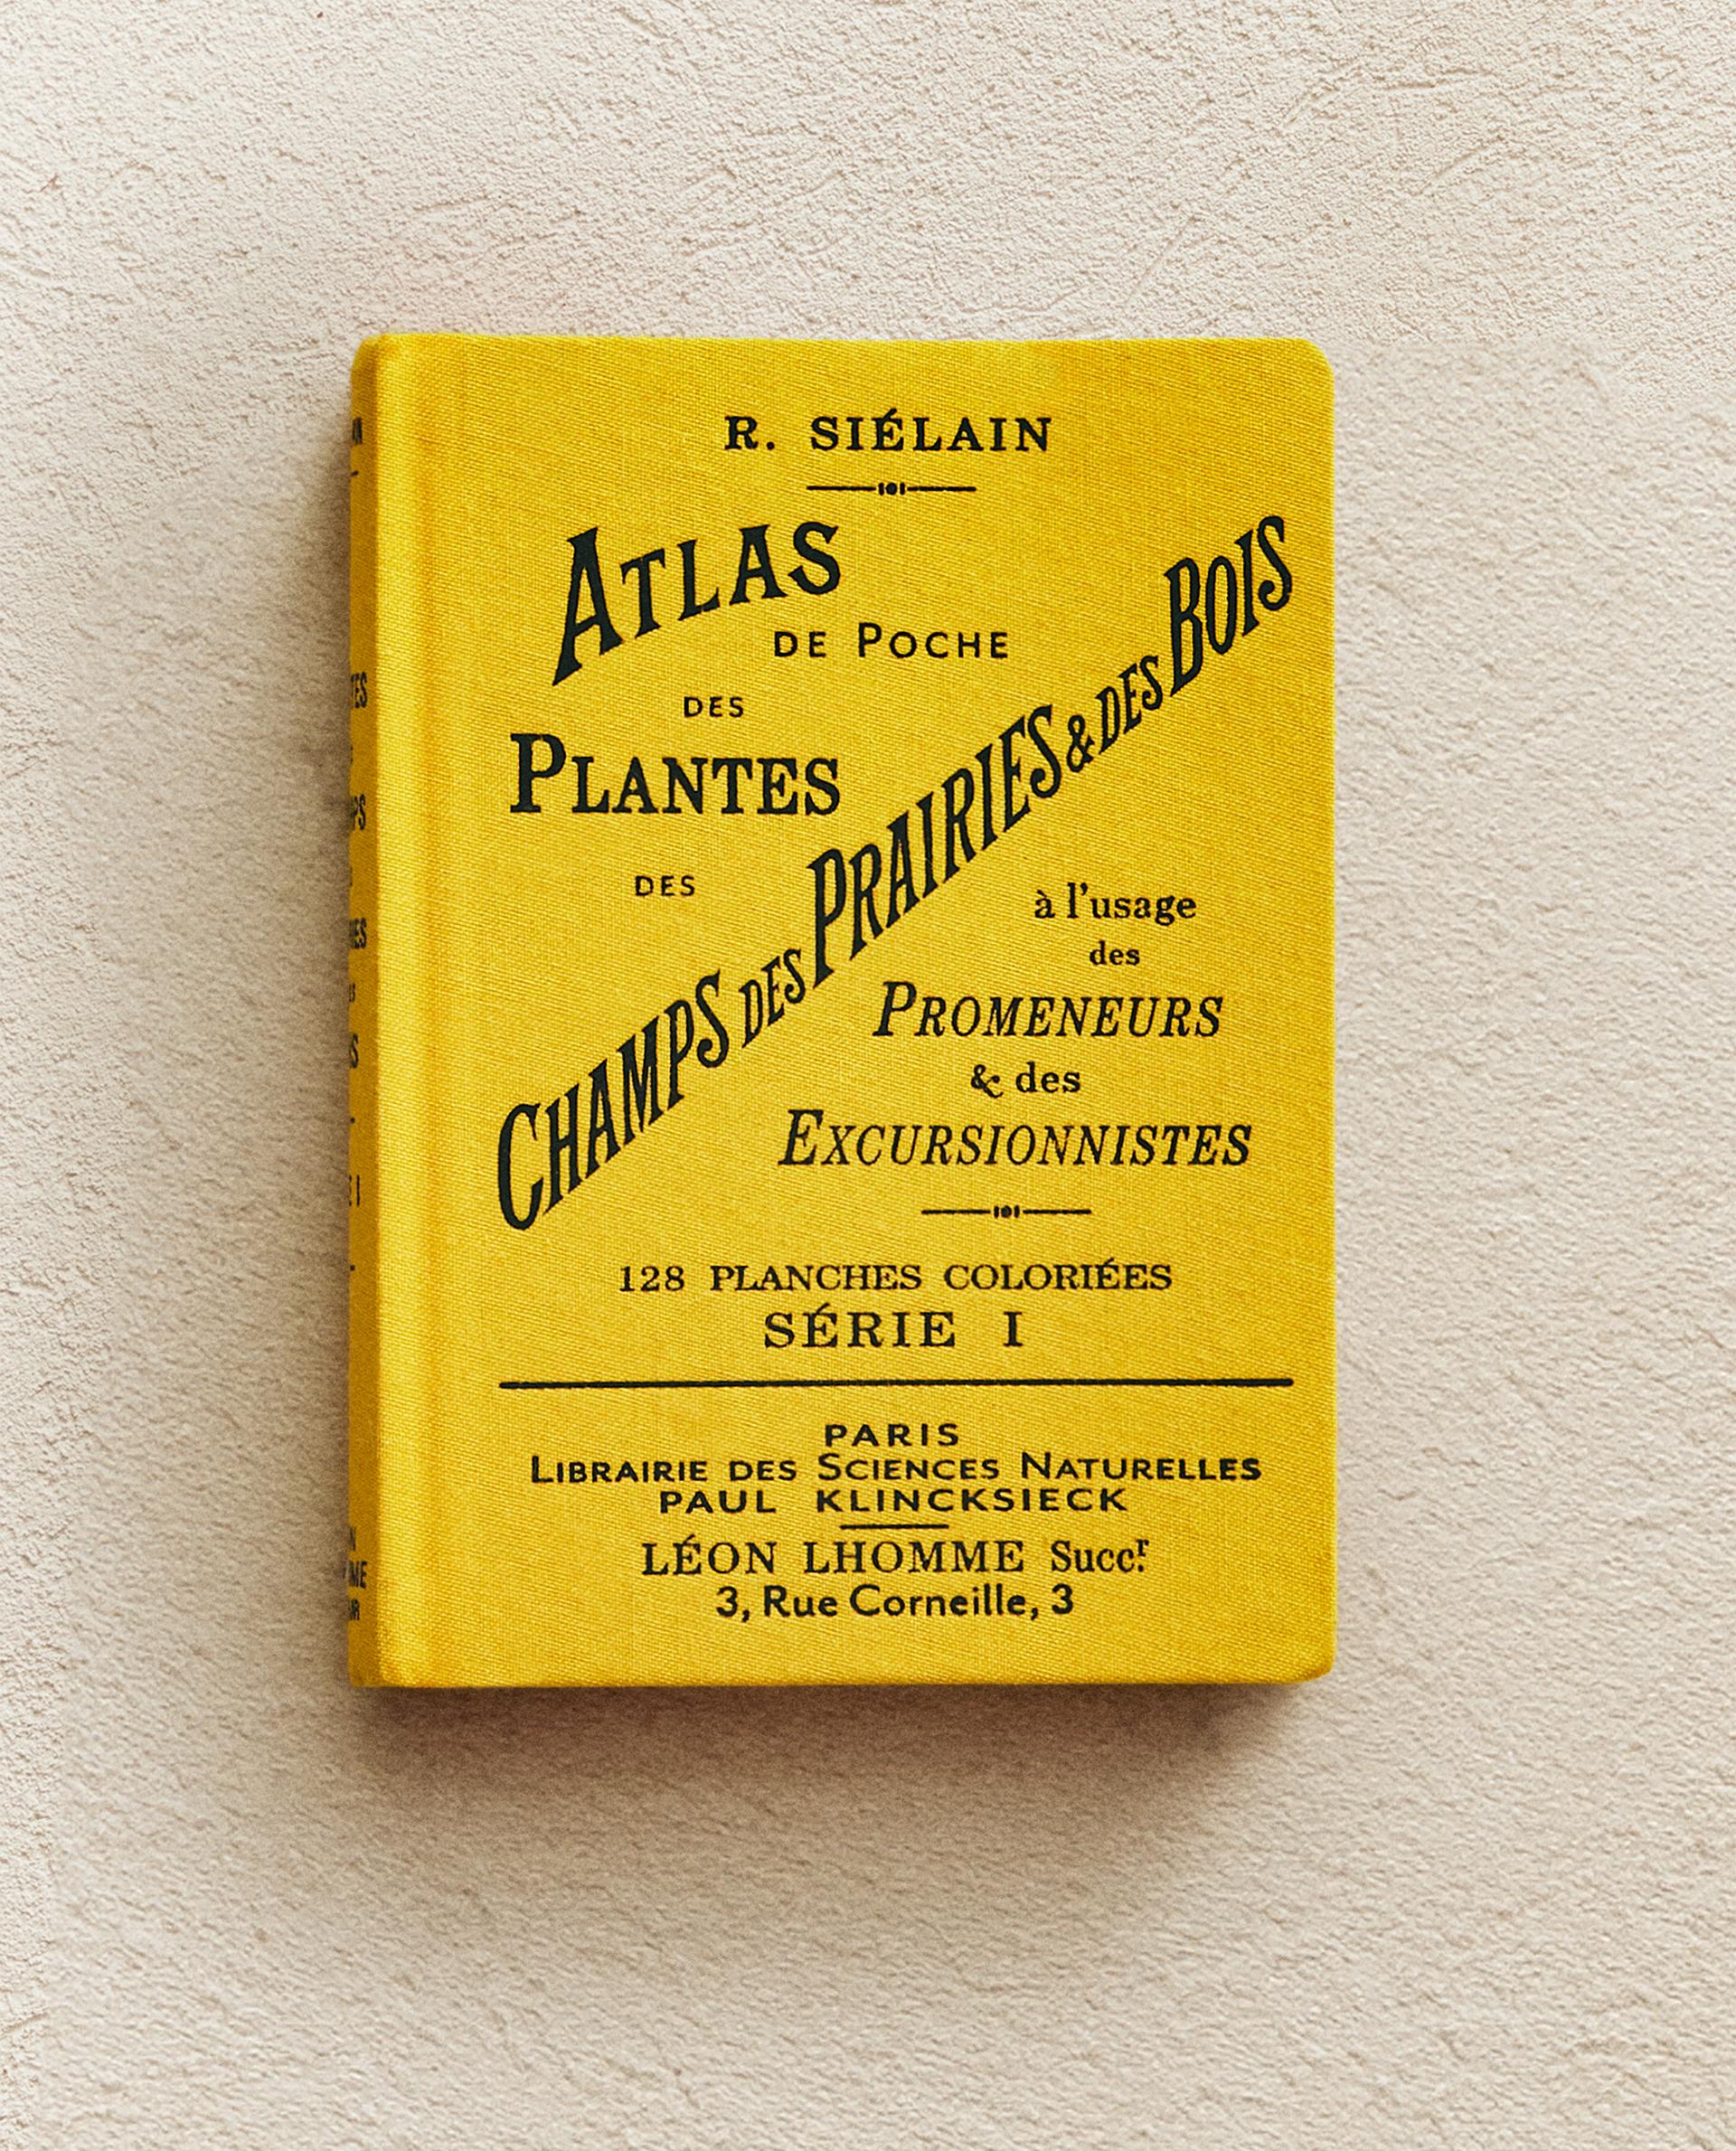 R. SIÉLAIN
ATLAS
DE POCHE
DES
PLANTES
DES
CHAMPS DES PRAIRIES & DES BOIS
à l'usage
des
PROMENEURS
& des
EXCURSIONNISTES
128 PLANCHES COLORIÉES
SÉRIE I
PARIS
LIBRAIRIE DES SCIENCES NATURELLES
PAUL KLINCKSIECK
LÉON LHOMME Succr.
3, Rue Corneille, 3